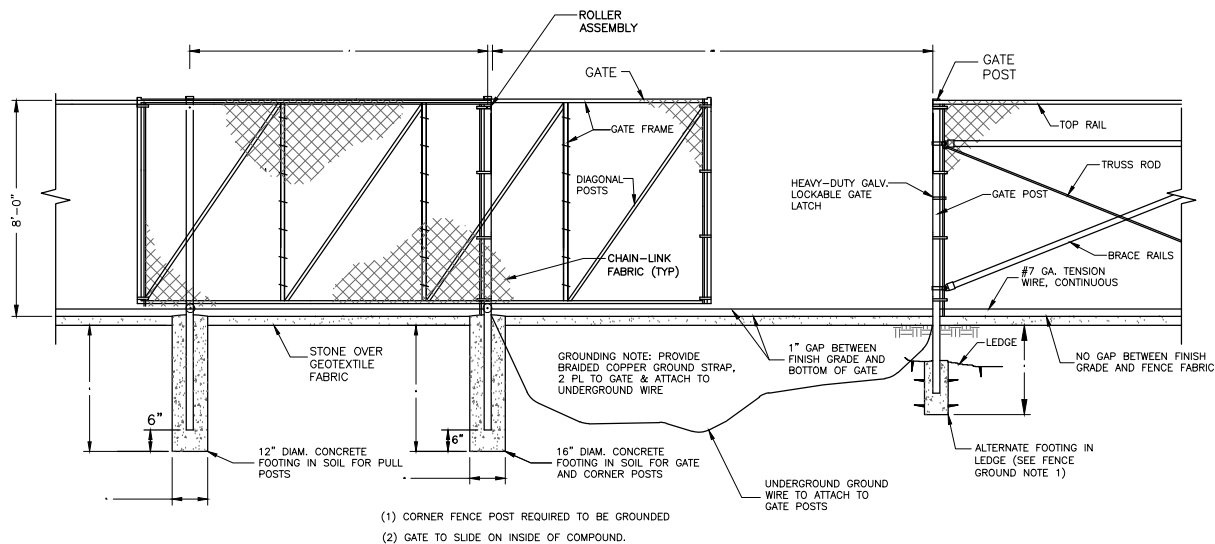 ROLLER
ASSEMBLY
GATE
GATE
POST
GATE FRAME
TOP RAIL
DIAGONAL
POSTS
HEAVY-DUTY GALV.
LOCKABLE GATE
LATCH
TRUSS ROD
GATE POST
8'-0"
CHAIN-LINK
FABRIC (TYP)
BRACE RAILS
#7 GA. TENSION
WIRE, CONTINUOUS
STONE OVER
GEOTEXTILE
FABRIC
GROUNDING NOTE: PROVIDE
BRAIDED COPPER GROUND STRAP,
2 PL TO GATE & ATTACH TO
UNDERGROUND WIRE
1" GAP BETWEEN
FINISH GRADE AND
BOTTOM OF GATE
LEDGE
NO GAP BETWEEN FINISH
GRADE AND FENCE FABRIC
6"
6"
12" DIAM. CONCRETE
FOOTING IN SOIL FOR PULL
POSTS
16" DIAM. CONCRETE
FOOTING IN SOIL FOR GATE
AND CORNER POSTS
ALTERNATE FOOTING IN
LEDGE (SEE FENCE
GROUND NOTE 1)
UNDERGROUND GROUND
WIRE TO ATTACH TO
GATE POSTS
(1) CORNER FENCE POST REQUIRED TO BE GROUNDED
(2) GATE TO SLIDE ON INSIDE OF COMPOUND.